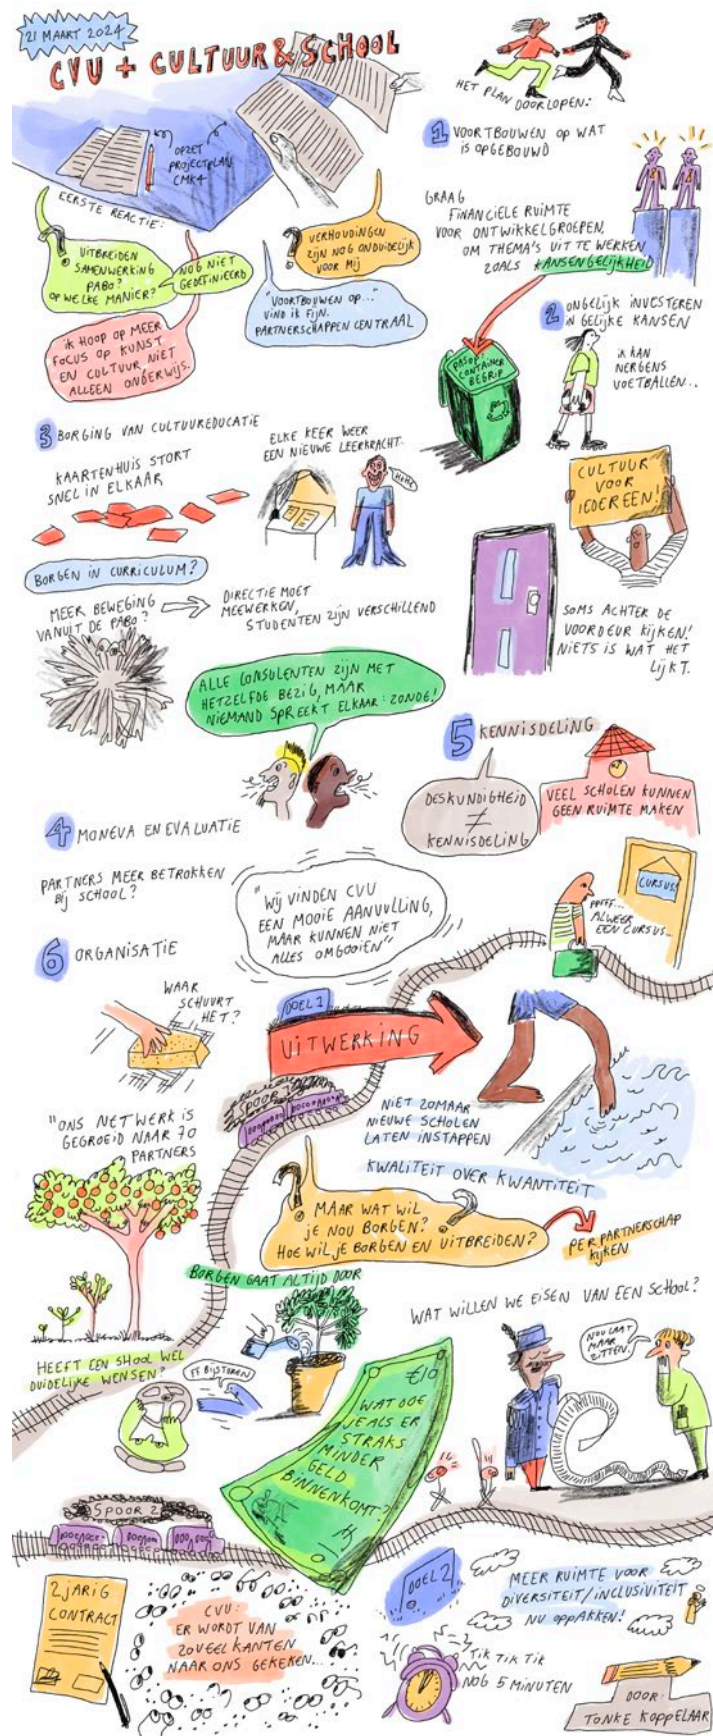 21 MAART 2024
CVU + CULTUUR & SCHOOL
OPZET
PROJECTPLAN
CMK4
EERSTE REACTIE:
UITBREIDEN
SAMENWERKING
PABO?
OP WELKE MANIER?
NOG NIET
GEDEFINIEERD
VERHOUDINGEN
ZIJN NOG ONDUIDELIJK
VOOR MIJ
"VOORTBOUWEN OP..."
VIND IK FIJN.
PARTNERSCHAPPEN CENTRAAL
IK HOOP OP MEER
FOCUS OP KUNST
EN CULTUUR, NIET
ALLEEN ONDERWIJS.
HET PLAN DOORLOPEN:
1 VOORTBOUWEN OP WAT
IS OPGEBOUWD
GRAAG
FINANCIELE RUIMTE
VOOR ONTWIKKELGROEPEN,
OM THEMA'S UIT TE WERKEN
ZOALS KANSENGELIJKHEID
PAS OP:
CONTAINER
BEGRIP
2 ONGELIJK INVESTEREN
IN GELIJKE KANSEN
IK KAN
NERGENS
VOETBALLEN...
CULTUUR
VOOR
IEDEREEN!
SOMS ACHTER DE
VOORDEUR KIJKEN!
NIETS IS WAT HET
LIJKT.
3 BORGING VAN CULTUUREDUCATIE
KAARTENHUIS STORT
SNEL IN ELKAAR
ELKE KEER WEER
EEN NIEUWE LEERKRACHT.
HOHO
BORGEN IN CURRICULUM?
MEER BEWEGING
VANUIT DE PABO?
DIRECTIE MOET
MEEWERKEN,
STUDENTEN ZIJN VERSCHILLEND
ALLE CONSULENTEN ZIJN MET
HETZELFDE BEZIG, MAAR
NIEMAND SPREEKT ELKAAR: ZONDE!
4 MONEVA EN EVALUATIE
PARTNERS MEER BETROKKEN
BIJ SCHOOL?
"WIJ VINDEN CVU
EEN MOOIE AANVULLING,
MAAR KUNNEN NIET
ALLES OMGOOIEN"
5 KENNISDELING
DESKUNDIGHEID
≠
KENNISDELING
VEEL SCHOLEN KUNNEN
GEEN RUIMTE MAKEN
CURSUS!
PFFFF...
ALWEER
EEN CURSUS...
6 ORGANISATIE
WAAR
SCHUURT
HET?
DOEL 1
UITWERKING
SPOOR 1
NIET ZOMAAR
NIEUWE SCHOLEN
LATEN INSTAPPEN
KWALITEIT OVER KWANTITEIT
"ONS NETWERK IS
GEGROEID NAAR 70
PARTNERS
MAAR WAT WIL
JE NOU BORGEN?
HOE WIL JE BORGEN EN UITBREIDEN?
PER PARTNERSCHAP
KIJKEN
BORGEN GAAT ALTIJD DOOR
HEEFT EEN SHOOL WEL
DUIDELIJKE WENSEN?
FF BIJSTUREN
€10
WAT DOE
JE ALS ER
STRAKS
MINDER
GELD
BINNENKOMT?
WAT WILLEN WE EISEN VAN EEN SCHOOL?
NOU LAAT
MAAR
ZITTEN..
SPOOR 2
2 JARIG
CONTRACT
CVU:
ER WORDT VAN
ZOVEEL KANTEN
NAAR ONS GEKEKEN...
DOEL 2
MEER RUIMTE VOOR
DIVERSITEIT/INCLUSIVITEIT
NU OPPAKKEN!
TIK TIK TIK
NOG 5 MINUTEN
DOOR:
TONKE KOPPELAAR